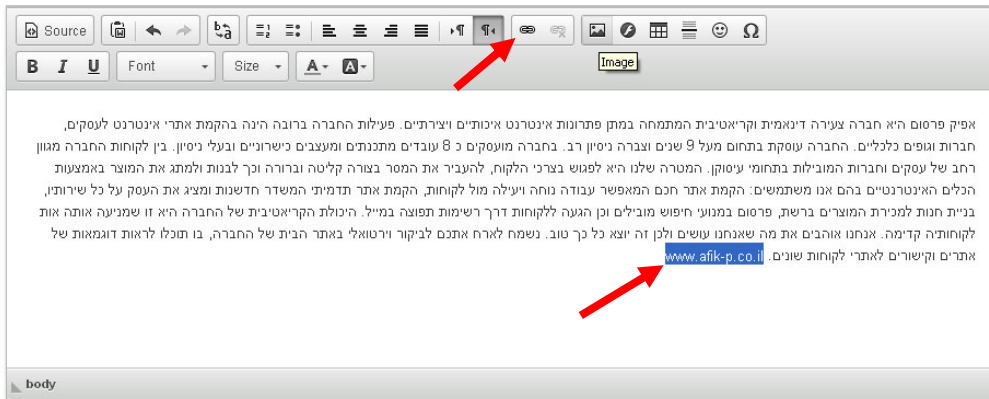 Source
B I U Font Size A A
Image
אפיק פרסום היא חברה צעירה דינאמית וקריאטיבית המתמחה במתן פתרונות אינטרנט איכותיים ויצירתיים. פעילות החברה ברובה הינה בהקמת אתרי אינטרנט לעסקים,
חברות וגופים כלכליים. החברה עוסקת בתחום מעל 9 שנים וצברה ניסיון רב. בחברה מועסקים כ 8 עובדים מתכנתים ומעצבים כישרוניים ובעלי ניסיון. בין לקוחות החברה מגוון
רחב של עסקים וחברות המובילות בתחומי עיסוקן. המטרה שלנו היא לפגוש בצרכי הלקוח, להעביר את המסר בצורה קליטה וברורה וכך לבנות ולמתג את המוצר באמצעות
הכלים האינטרנטיים בהם אנו משתמשים: הקמת אתר חכם המאפשר עבודה נוחה ויעילה מול לקוחות, הקמת אתר תדמיתי המשדר חדשנות ומציג את העסק על כל שירותיו,
בניית חנות למכירת המוצרים ברשת, פרסום במנועי חיפוש מובילים וכן הגעה ללקוחות דרך רשימות תפוצה במייל. היכולת הקריאטיבית של החברה היא זו שמניעה אותה אות
לקוחותיה קדימה. אנחנו אוהבים את מה שאנחנו עושים ולכן זה יוצא כל כך טוב. נשמח לארח אתכם לביקור וירטואלי באתר הבית של החברה, בו תוכלו לראות דוגמאות של
אתרים וקישורים לאתרי לקוחות שונים. www.afik-p.co.il
body